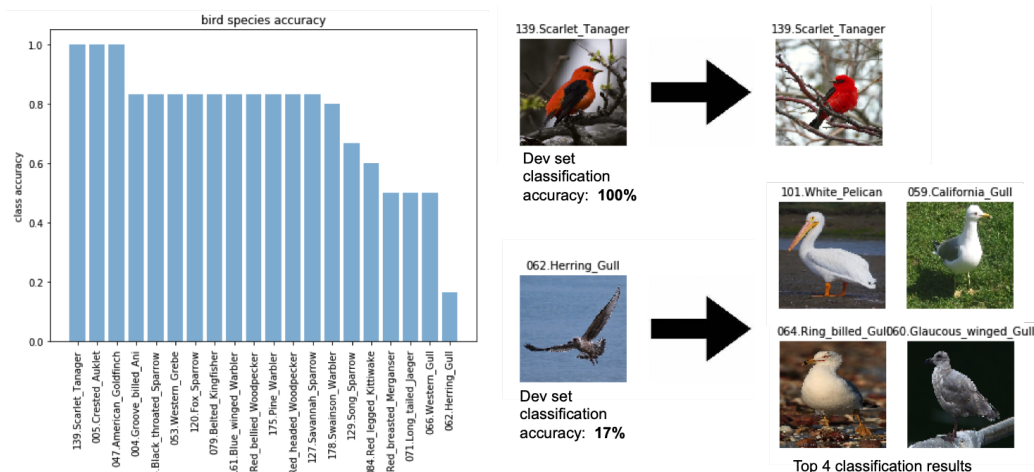 bird species accuracy
class accuracy
1.0
0.8
0.6
0.4
0.2
0.0
139.Scarlet_Tanager
005.Crested_Auklet
047.American_Goldfinch
004.Groove_billed_Ani
.Black_throated_Sparrow
053.Western_Grebe
120.Fox_Sparrow
079.Belted_Kingfisher
61.Blue_winged_Warbler
Red_bellied_Woodpecker
175.Pine_Warbler
Red_headed_Woodpecker
127.Savannah_Sparrow
178.Swainson_Warbler
129.Song_Sparrow
084.Red_legged_Kittiwake
Red_breasted_Merganser
071.Long_tailed_Jaeger
066.Western_Gull
062.Herring_Gull
139.Scarlet_Tanager
139.Scarlet_Tanager
Dev set
classification
accuracy: 100%
062.Herring_Gull
Dev set
classification
accuracy: 17%
101.White_Pelican
059.California_Gull
064.Ring_billed_Gull
060.Glaucous_winged_Gull
Top 4 classification results